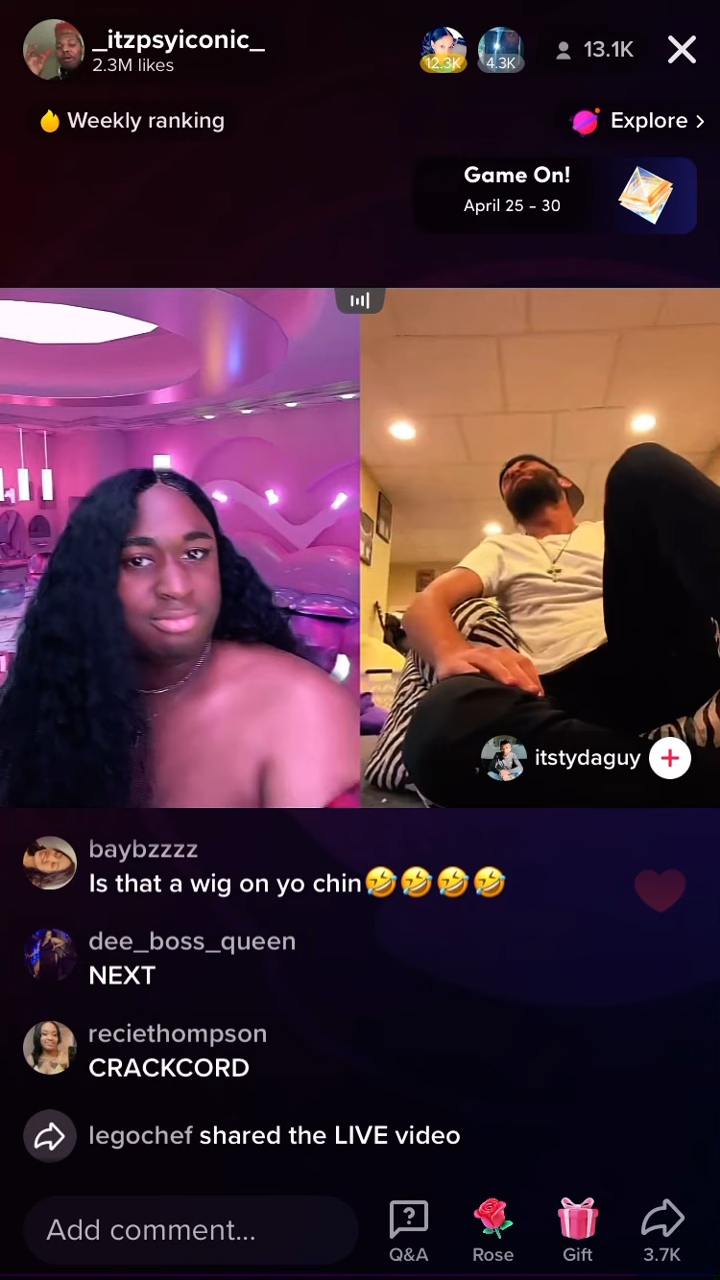 _itzpsyiconic_
2.3M likes
12.3K
4.3K
13.1K
Weekly ranking
Explore
Game On!
April 25 - 30
itstydaguy
baybzzzz
Is that a wig on yo chin🤣🤣🤣🤣
dee_boss_queen
NEXT
reciethompson
CRACKCORD
legochef shared the LIVE video
Add comment...
Q&A
Rose
Gift
3.7K